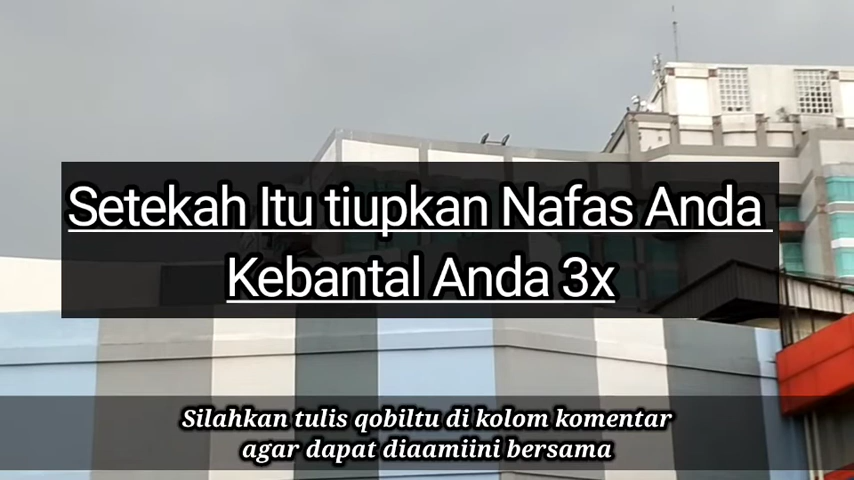 Setekah Itu tiupkan Nafas Anda
Kebantal Anda 3x
Silahkan tulis qobiltu di kolom komentar
agar dapat diaamiini bersama